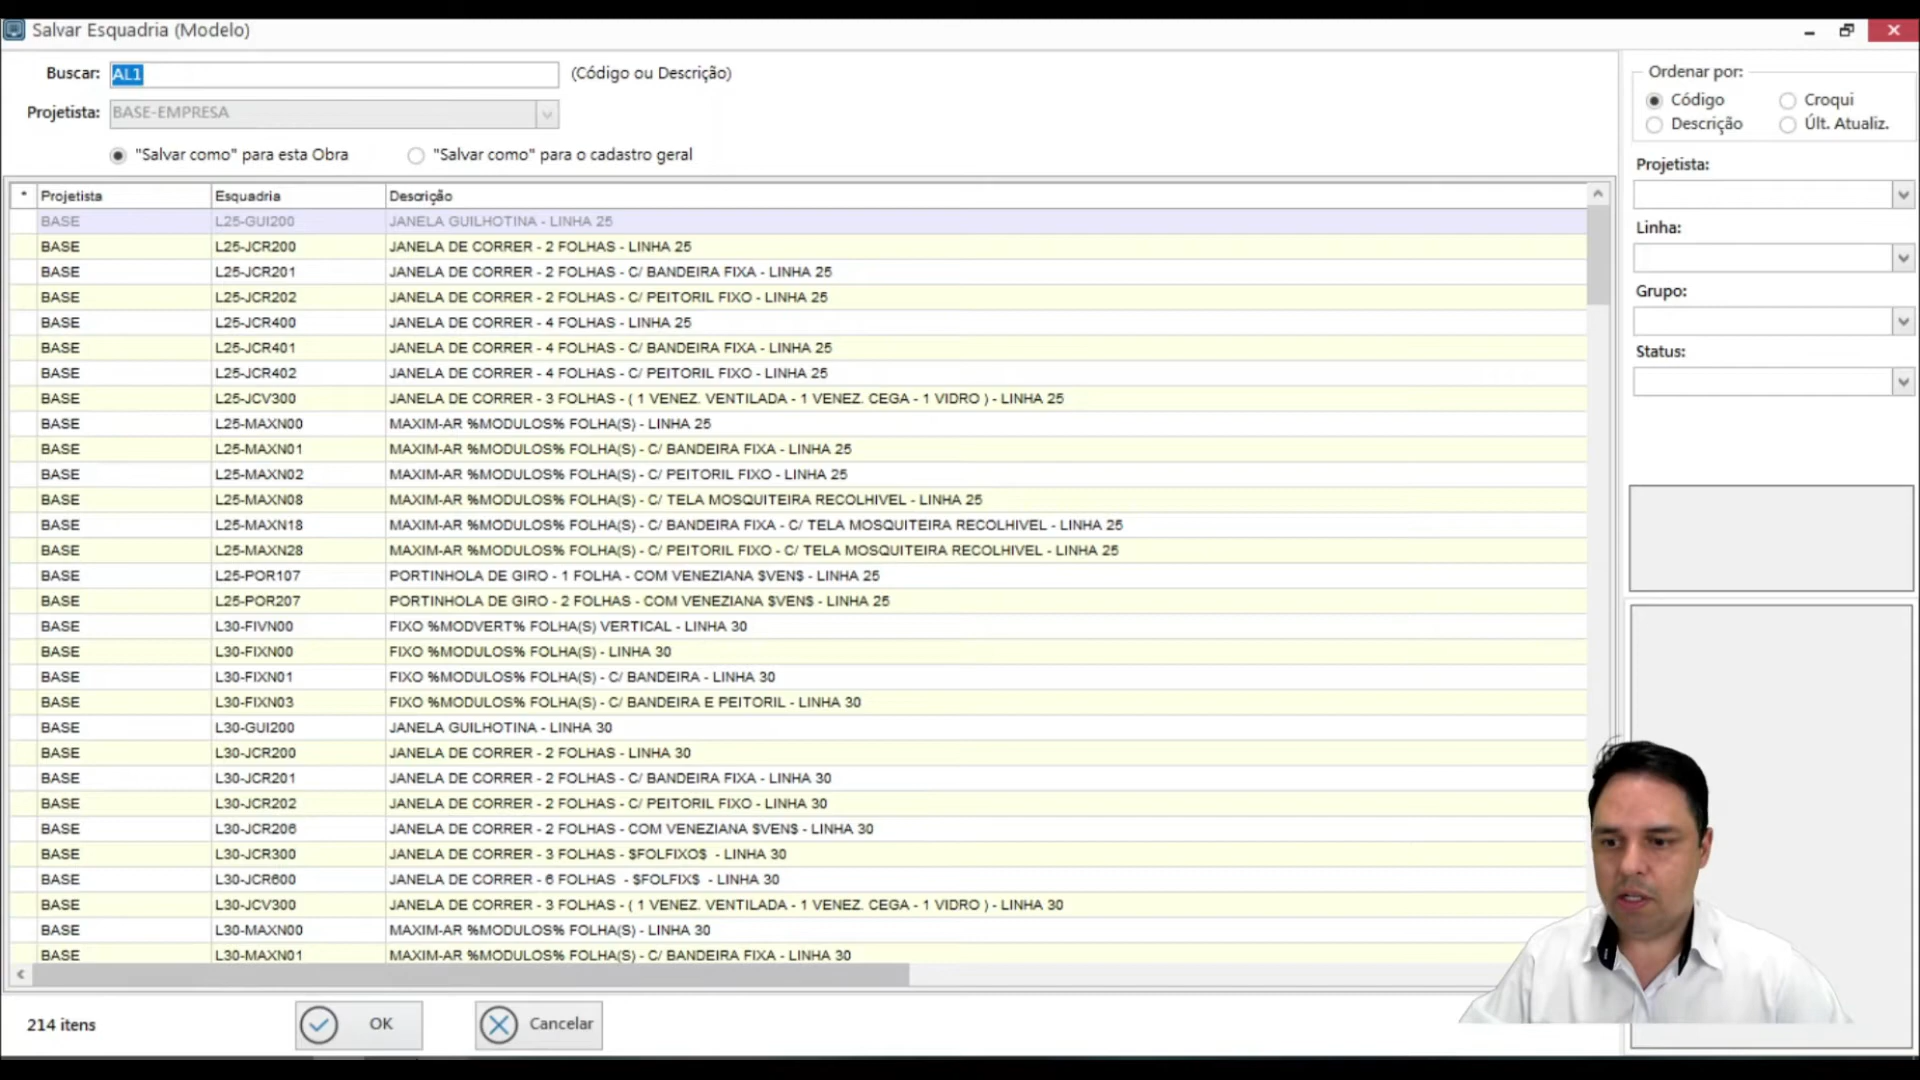 Salvar Esquadria (Modelo)
Buscar: AL1 (Código ou Descrição)
Projetista: BASE-EMPRESA
"Salvar como" para esta Obra "Salvar como" para o cadastro geral
* Projetista Esquadria Descrição
BASE L25-GUI200 JANELA GUILHOTINA - LINHA 25
BASE L25-JCR200 JANELA DE CORRER - 2 FOLHAS - LINHA 25
BASE L25-JCR201 JANELA DE CORRER - 2 FOLHAS - C/ BANDEIRA FIXA - LINHA 25
BASE L25-JCR202 JANELA DE CORRER - 2 FOLHAS - C/ PEITORIL FIXO - LINHA 25
BASE L25-JCR400 JANELA DE CORRER - 4 FOLHAS - LINHA 25
BASE L25-JCR401 JANELA DE CORRER - 4 FOLHAS - C/ BANDEIRA FIXA - LINHA 25
BASE L25-JCR402 JANELA DE CORRER - 4 FOLHAS - C/ PEITORIL FIXO - LINHA 25
BASE L25-JCV300 JANELA DE CORRER - 3 FOLHAS - ( 1 VENEZ. VENTILADA - 1 VENEZ. CEGA - 1 VIDRO ) - LINHA 25
BASE L25-MAXN00 MAXIM-AR %MODULOS% FOLHA(S) - LINHA 25
BASE L25-MAXN01 MAXIM-AR %MODULOS% FOLHA(S) - C/ BANDEIRA FIXA - LINHA 25
BASE L25-MAXN02 MAXIM-AR %MODULOS% FOLHA(S) - C/ PEITORIL FIXO - LINHA 25
BASE L25-MAXN08 MAXIM-AR %MODULOS% FOLHA(S) - C/ TELA MOSQUITEIRA RECOLHIVEL - LINHA 25
BASE L25-MAXN18 MAXIM-AR %MODULOS% FOLHA(S) - C/ BANDEIRA FIXA - C/ TELA MOSQUITEIRA RECOLHIVEL - LINHA 25
BASE L25-MAXN28 MAXIM-AR %MODULOS% FOLHA(S) - C/ PEITORIL FIXO - C/ TELA MOSQUITEIRA RECOLHIVEL - LINHA 25
BASE L25-POR107 PORTINHOLA DE GIRO - 1 FOLHA - COM VENEZIANA $VEN$ - LINHA 25
BASE L25-POR207 PORTINHOLA DE GIRO - 2 FOLHAS - COM VENEZIANA $VEN$ - LINHA 25
BASE L30-FIVN00 FIXO %MODVERT% FOLHA(S) VERTICAL - LINHA 30
BASE L30-FIXN00 FIXO %MODULOS% FOLHA(S) - LINHA 30
BASE L30-FIXN01 FIXO %MODULOS% FOLHA(S) - C/ BANDEIRA - LINHA 30
BASE L30-FIXN03 FIXO %MODULOS% FOLHA(S) - C/ BANDEIRA E PEITORIL - LINHA 30
BASE L30-GUI200 JANELA GUILHOTINA - LINHA 30
BASE L30-JCR200 JANELA DE CORRER - 2 FOLHAS - LINHA 30
BASE L30-JCR201 JANELA DE CORRER - 2 FOLHAS - C/ BANDEIRA FIXA - LINHA 30
BASE L30-JCR202 JANELA DE CORRER - 2 FOLHAS - C/ PEITORIL FIXO - LINHA 30
BASE L30-JCR206 JANELA DE CORRER - 2 FOLHAS - COM VENEZIANA $VEN$ - LINHA 30
BASE L30-JCR300 JANELA DE CORRER - 3 FOLHAS - $FOLFIXO$ - LINHA 30
BASE L30-JCR600 JANELA DE CORRER - 6 FOLHAS - $FOLFIX$ - LINHA 30
BASE L30-JCV300 JANELA DE CORRER - 3 FOLHAS - ( 1 VENEZ. VENTILADA - 1 VENEZ. CEGA - 1 VIDRO ) - LINHA 30
BASE L30-MAXN00 MAXIM-AR %MODULOS% FOLHA(S) - LINHA 30
BASE L30-MAXN01 MAXIM-AR %MODULOS% FOLHA(S) - C/ BANDEIRA FIXA - LINHA 30
214 itens OK Cancelar
Ordenar por:
Código Croqui
Descrição Últ. Atualiz.
Projetista:
Linha:
Grupo:
Status: